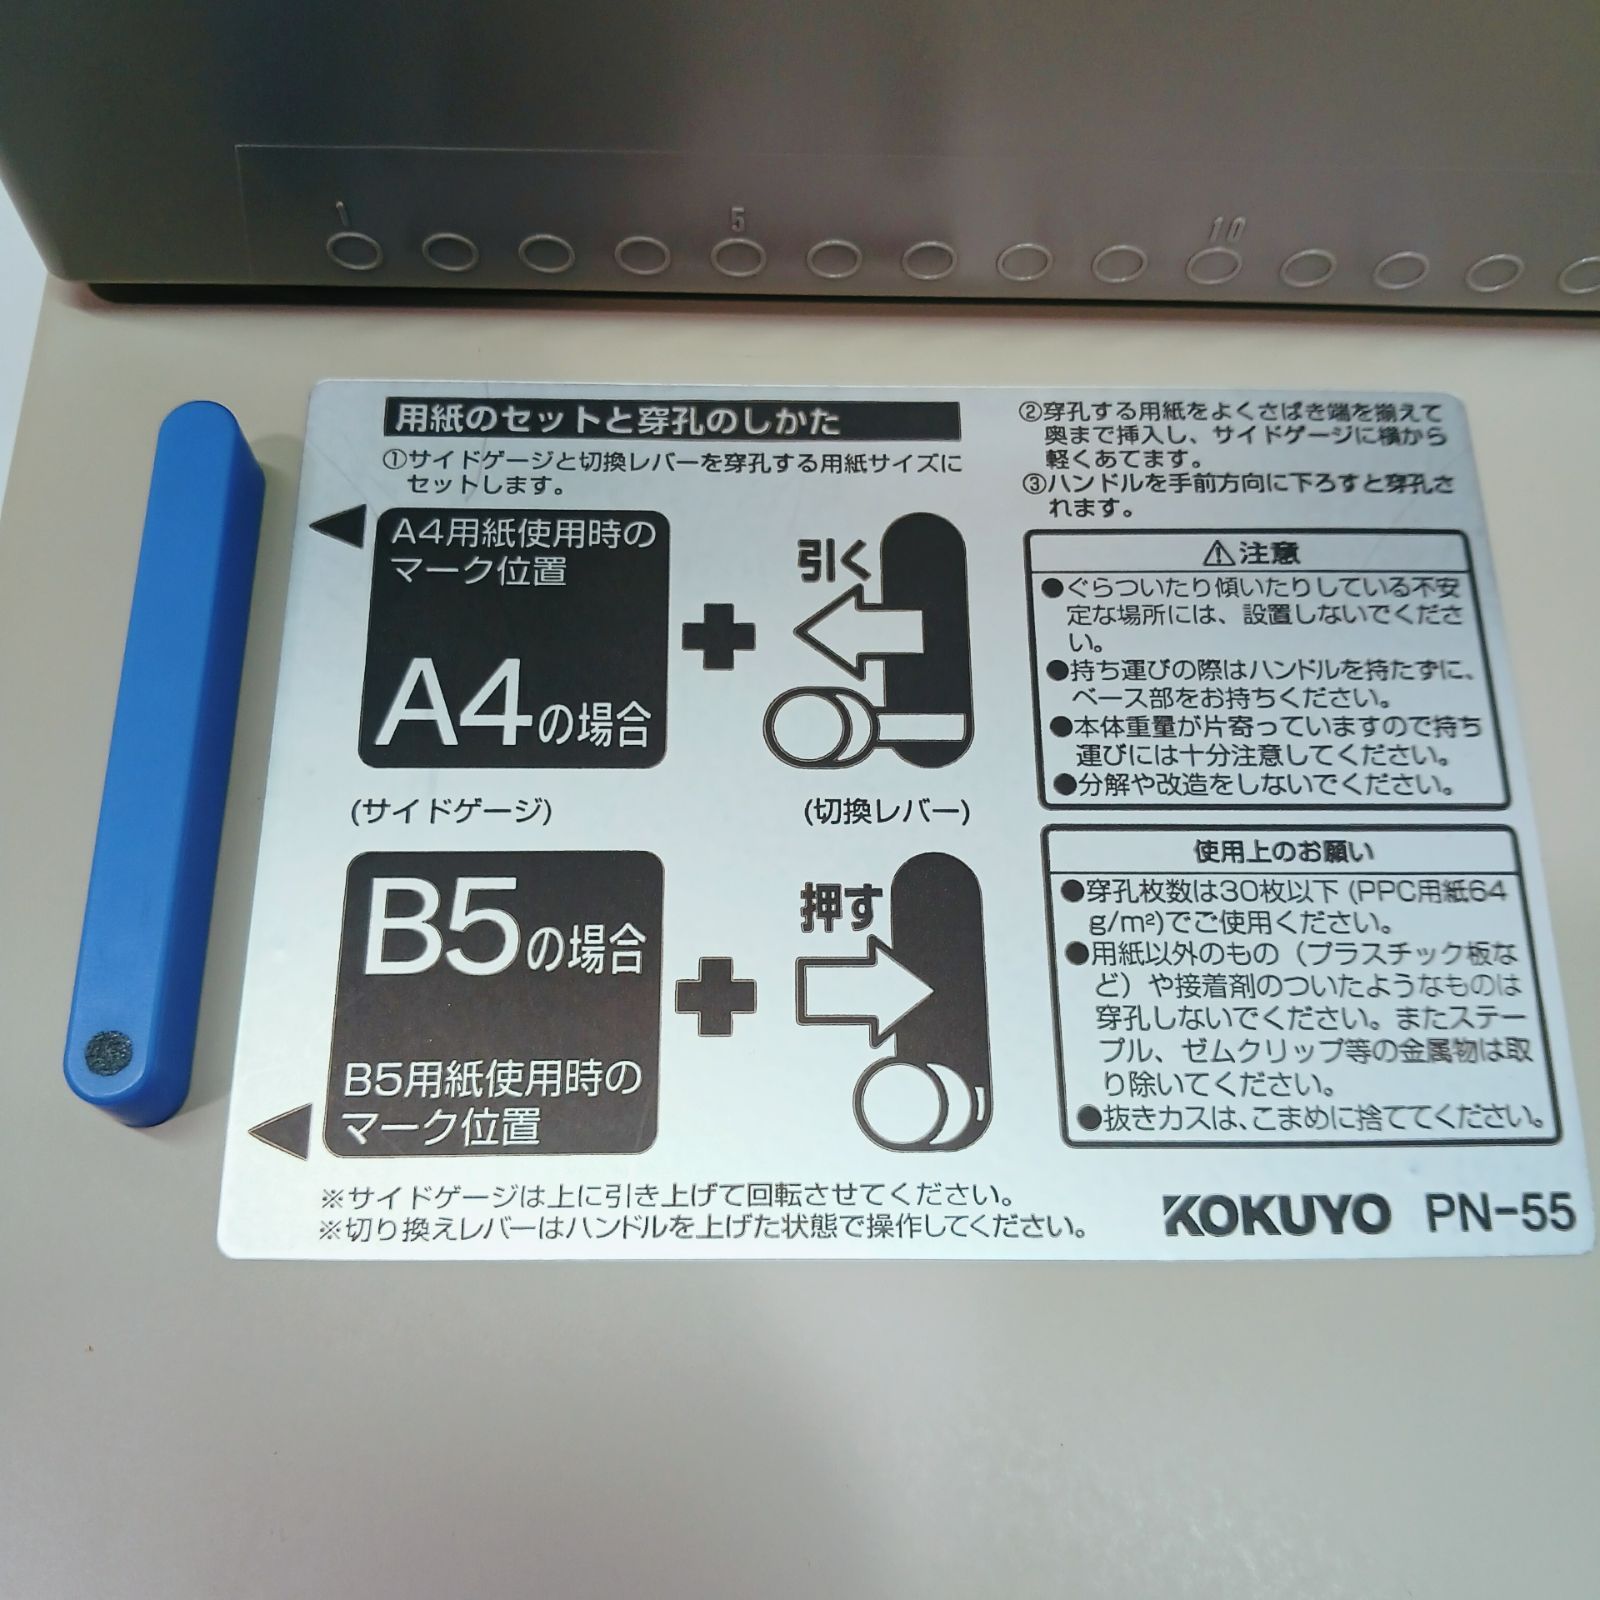 1
5
10
用紙のセットと穿孔のしかた
①サイドゲージと切換レバーを穿孔する用紙サイズに
セットします。
A4用紙使用時の
マーク位置
A4の場合
引く
(サイドゲージ)
(切換レバー)
B5の場合
押す
B5用紙使用時の
マーク位置
※サイドゲージは上に引き上げて回転させてください。
※切り換えレバーはハンドルを上げた状態で操作してください。
②穿孔する用紙をよくさばき端を揃えて
奥まで挿入し、サイドゲージに横から
軽くあてます。
③ハンドルを手前方向に下ろすと穿孔さ
れます。
⚠注意
●ぐらついたり傾いたりしている不安
定な場所には、設置しないでくださ
い。
●持ち運びの際はハンドルを持たずに、
ベース部をお持ちください。
●本体重量が片寄っていますので持ち
運びには十分注意してください。
●分解や改造をしないでください。
使用上のお願い
●穿孔枚数は30枚以下(PPC用紙64
g/m²)でご使用ください。
●用紙以外のもの(プラスチック板な
ど)や接着剤のついたようなものは
穿孔しないでください。またステー
プル、ゼムクリップ等の金属物は取
り除いてください。
●抜きカスは、こまめに捨ててください。
KOKUYO PN-55